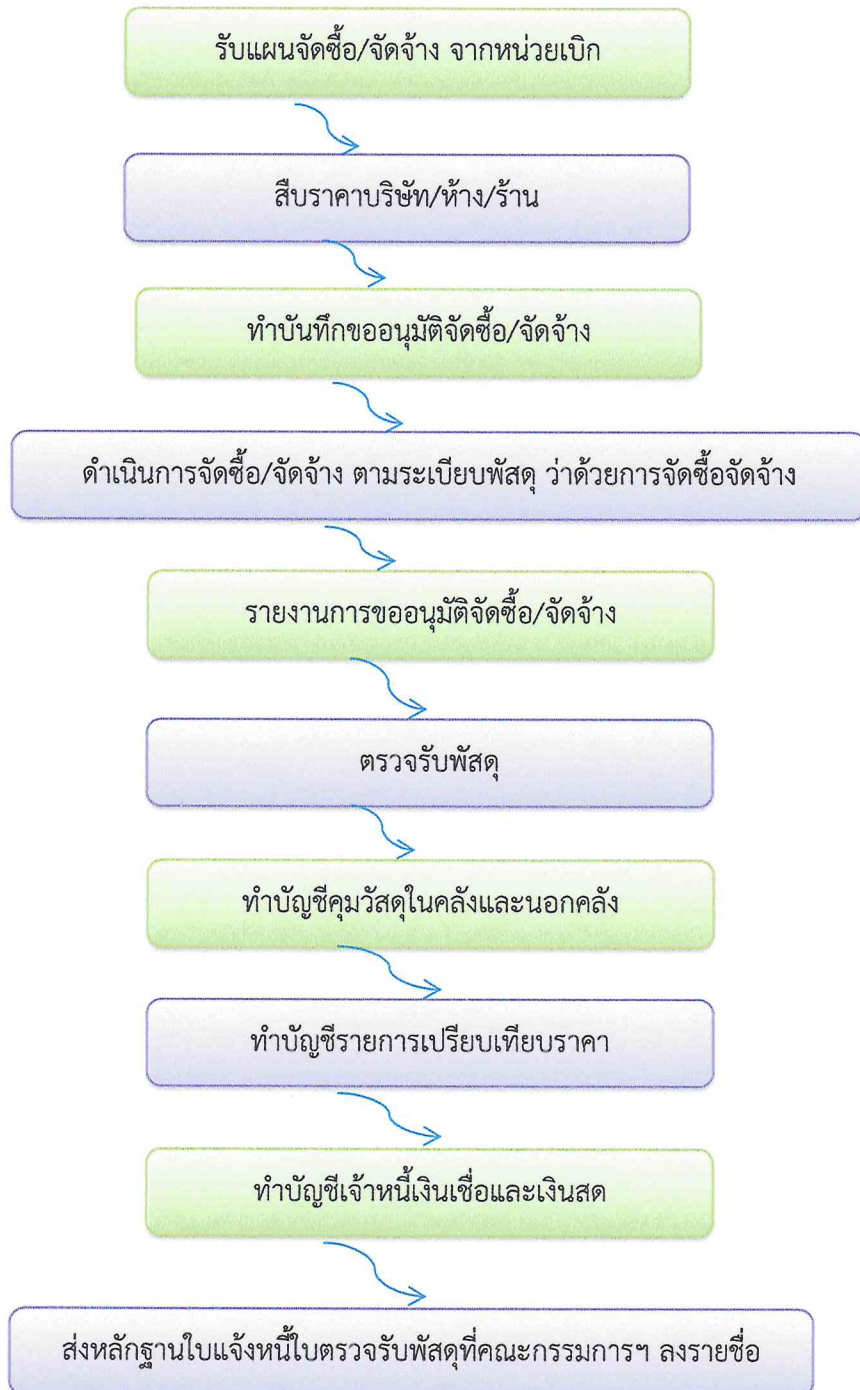 รับแผนจัดซื้อ/จัดจ้าง จากหน่วยเบิก
สืบราคาบริษัท/ห้าง/ร้าน
ทำบันทึกขออนุมัติจัดซื้อ/จัดจ้าง
ดำเนินการจัดซื้อ/จัดจ้าง ตามระเบียบพัสดุ ว่าด้วยการจัดซื้อจัดจ้าง
รายงานการขออนุมัติจัดซื้อ/จัดจ้าง
ตรวจรับพัสดุ
ทำบัญชีคุมวัสดุในคลังและนอกคลัง
ทำบัญชีรายการเปรียบเทียบราคา
ทำบัญชีเจ้าหนี้เงินเชื่อและเงินสด
ส่งหลักฐานใบแจ้งหนี้ใบตรวจรับพัสดุที่คณะกรรมการฯ ลงรายชื่อ